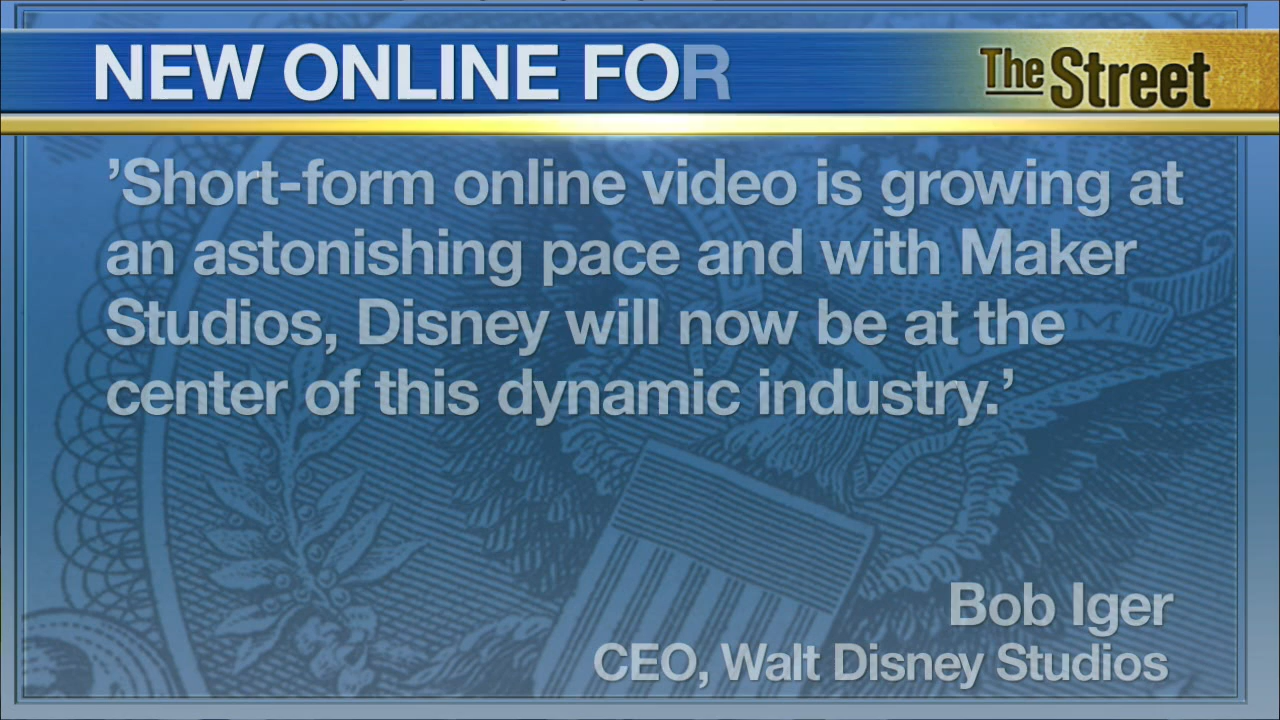 NEW ONLINE FOR
The Street
’Short-form online video is growing at
an astonishing pace and with Maker
Studios, Disney will now be at the
center of this dynamic industry.’
Bob Iger
CEO, Walt Disney Studios